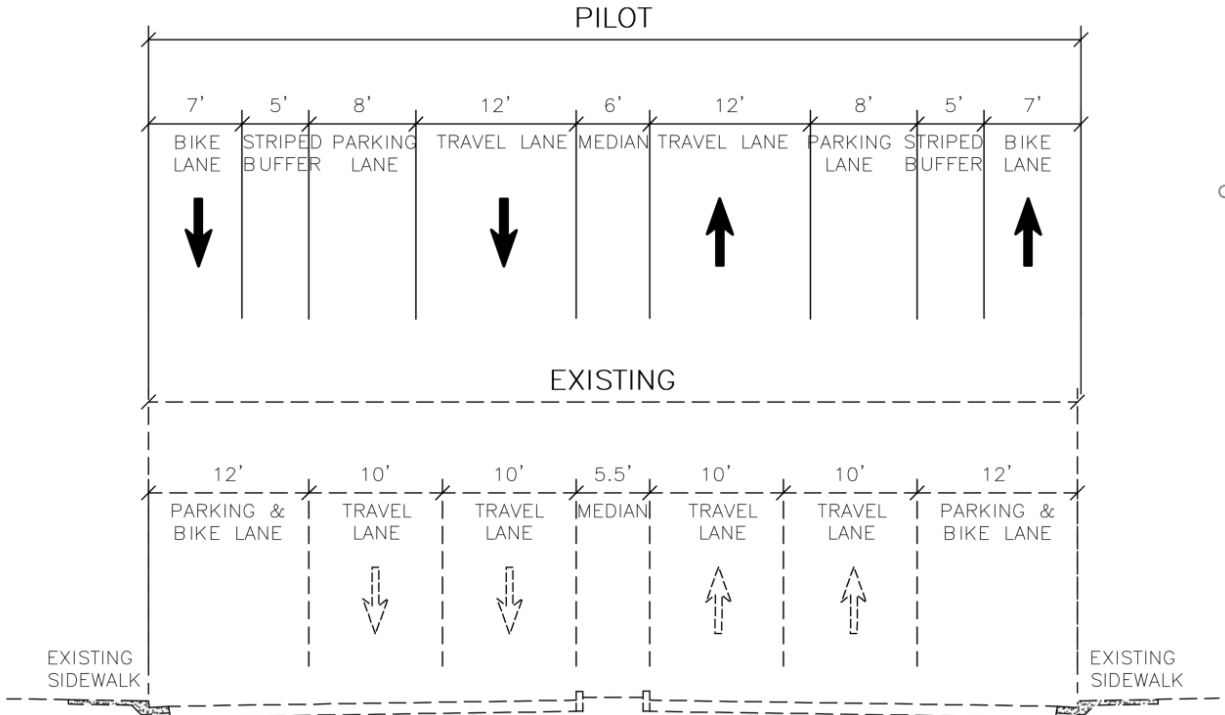 PILOT
7' 5' 8' 12' 6' 12' 8' 5' 7'
BIKE LANE
STRIPED BUFFER
PARKING LANE
TRAVEL LANE
MEDIAN
TRAVEL LANE
PARKING LANE
STRIPED BUFFER
BIKE LANE
EXISTING
12' 10' 10' 5.5' 10' 10' 12'
PARKING &
BIKE LANE
TRAVEL
LANE
TRAVEL
LANE
MEDIAN
TRAVEL
LANE
TRAVEL
LANE
PARKING &
BIKE LANE
EXISTING
SIDEWALK
EXISTING
SIDEWALK